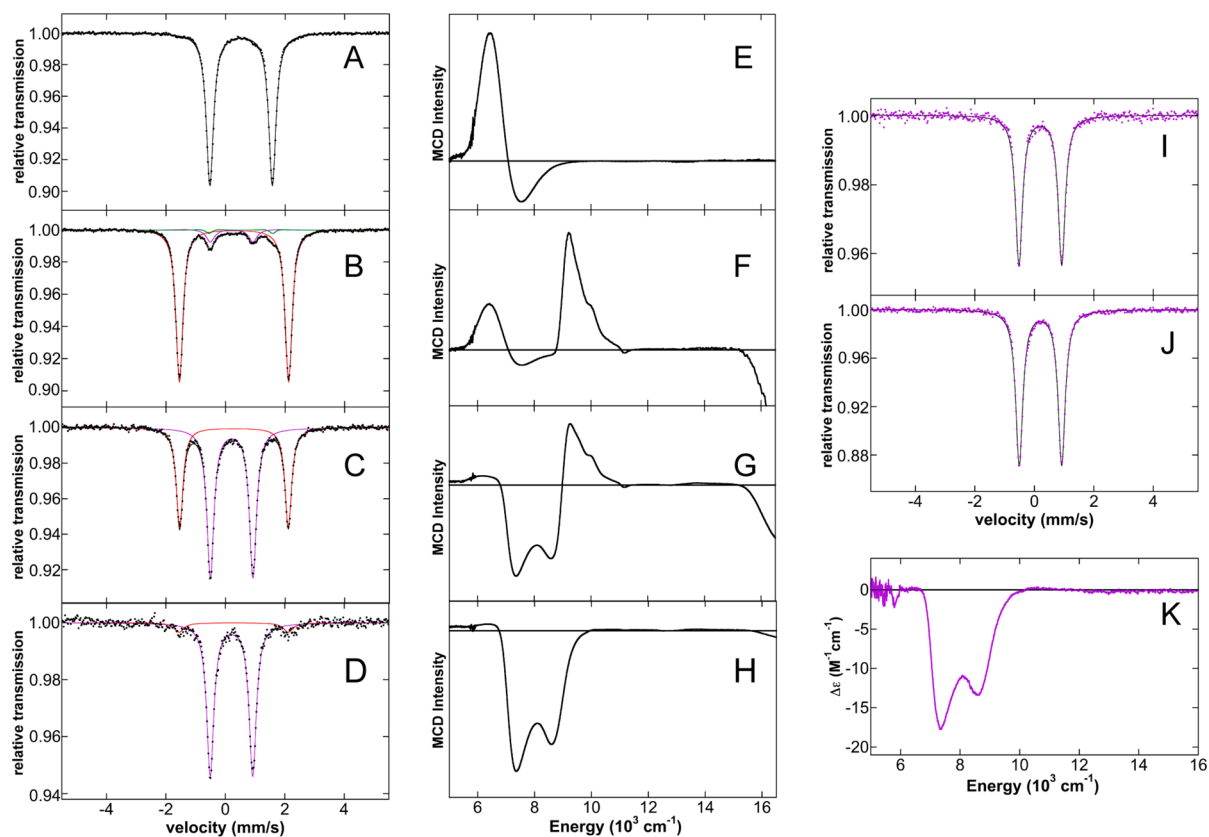 1.00
0.98
0.96
0.94
0.92
0.90
relative transmission
A
1.00
0.98
0.96
0.94
0.92
0.90
relative transmission
B
1.00
0.98
0.96
0.94
0.92
relative transmission
C
1.00
0.98
0.96
0.94
relative transmission
D
-4 -2 0 2 4
velocity (mm/s)
MCD Intensity
E
MCD Intensity
F
MCD Intensity
G
MCD Intensity
H
6 8 10 12 14 16
Energy (10³ cm⁻¹)
1.00
0.98
0.96
relative transmission
I
1.00
0.96
0.92
0.88
relative transmission
J
-4 -2 0 2 4
velocity (mm/s)
0
-5
-10
-15
-20
Δε (M⁻¹cm⁻¹)
K
6 8 10 12 14 16
Energy (10³ cm⁻¹)